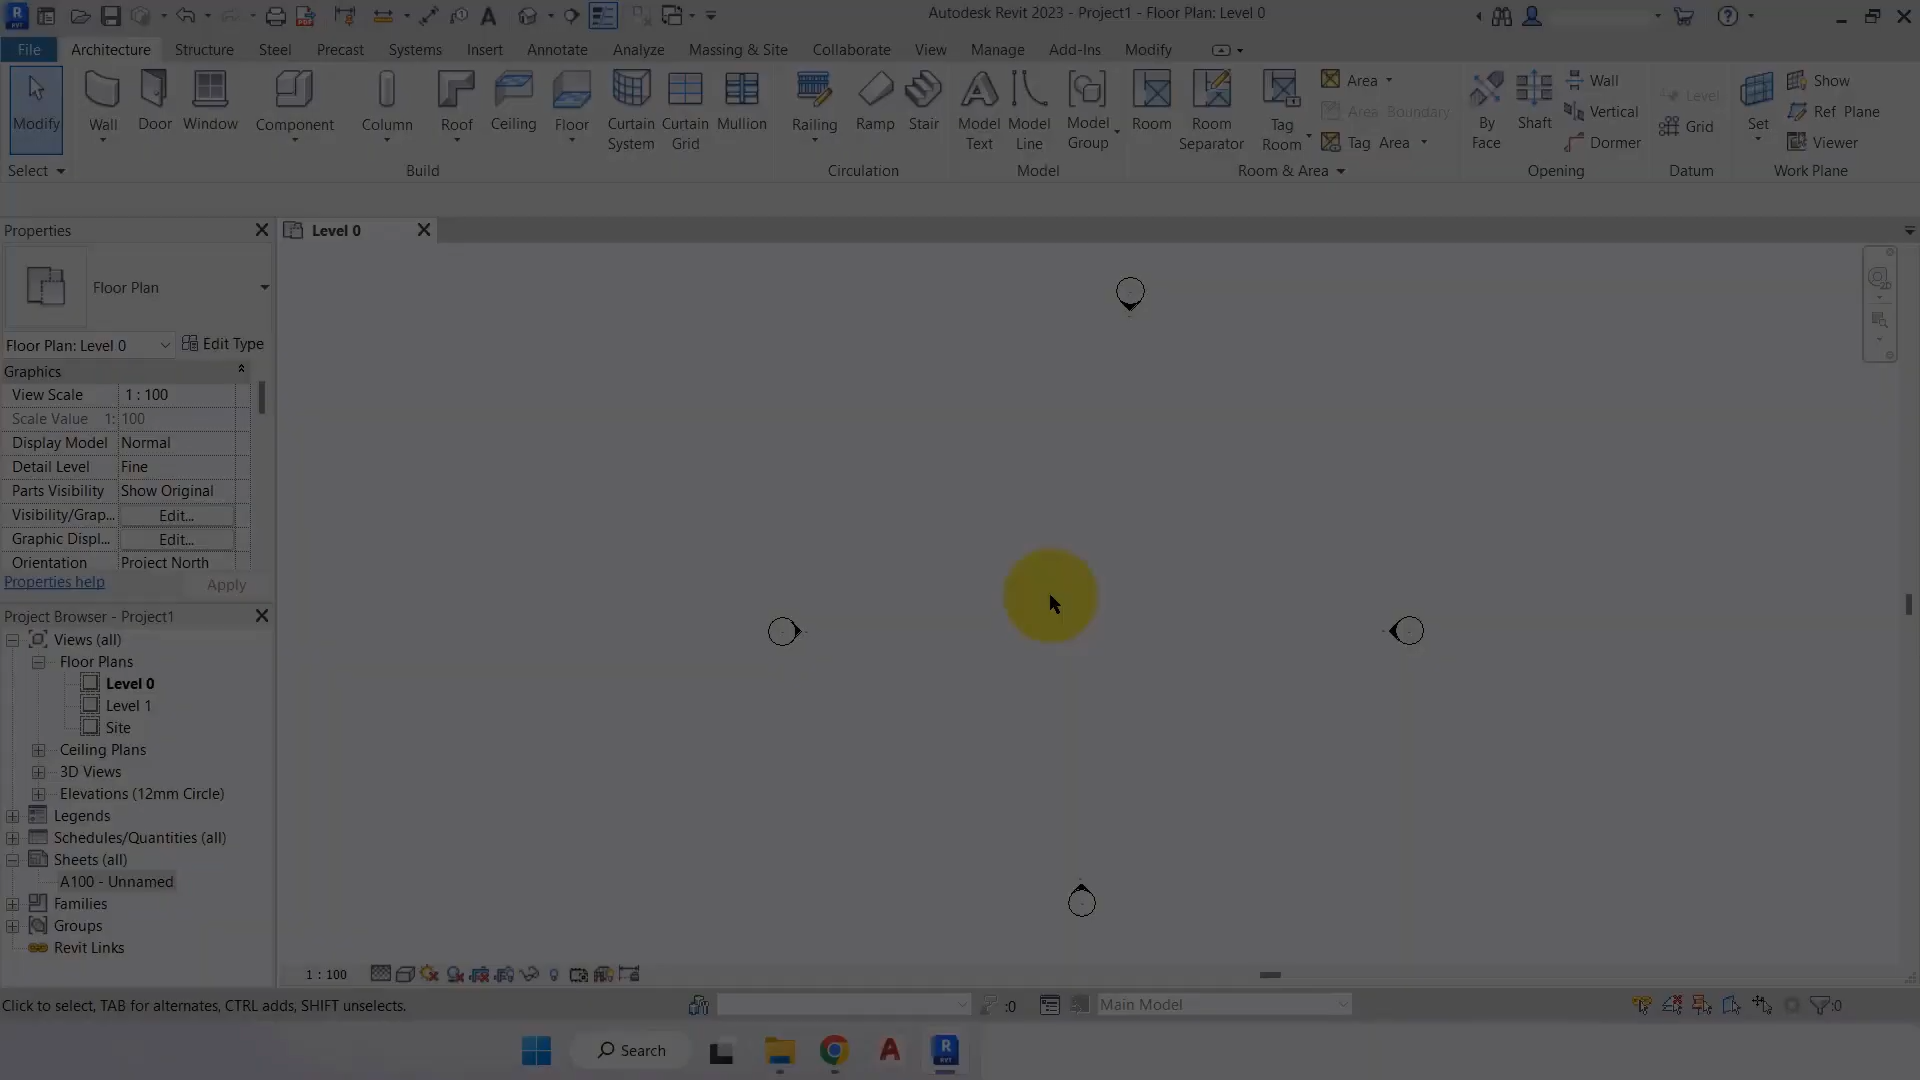 Autodesk Revit 2023 - Project1 - Floor Plan: Level 0
File Architecture Structure Steel Precast Systems Insert Annotate Analyze Massing & Site Collaborate View Manage Add-Ins Modify
Modify
Wall
Door
Window
Component
Column
Roof
Ceiling
Floor
Curtain System
Curtain Grid
Mullion
Railing
Ramp
Stair
Model Text
Model Line
Model Group
Room
Room Separator
Tag Room
Area
Area Boundary
Tag Area
By Face
Shaft
Wall
Vertical
Dormer
Level
Grid
Set
Show
Ref Plane
Viewer
Select
Build
Circulation
Model
Room & Area
Opening
Datum
Work Plane
Properties
Level 0
Floor Plan
Floor Plan: Level 0 Edit Type
Graphics
View Scale 1 : 100
Scale Value 1: 100
Display Model Normal
Detail Level Fine
Parts Visibility Show Original
Visibility/Grap... Edit...
Graphic Displ... Edit...
Orientation Project North
Properties help Apply
Project Browser - Project1
Views (all)
Floor Plans
Level 0
Level 1
Site
Ceiling Plans
3D Views
Elevations (12mm Circle)
Legends
Schedules/Quantities (all)
Sheets (all)
A100 - Unnamed
Families
Groups
Revit Links
1 : 100
Click to select, TAB for alternates, CTRL adds, SHIFT unselects.
:0
Main Model
:0
Search